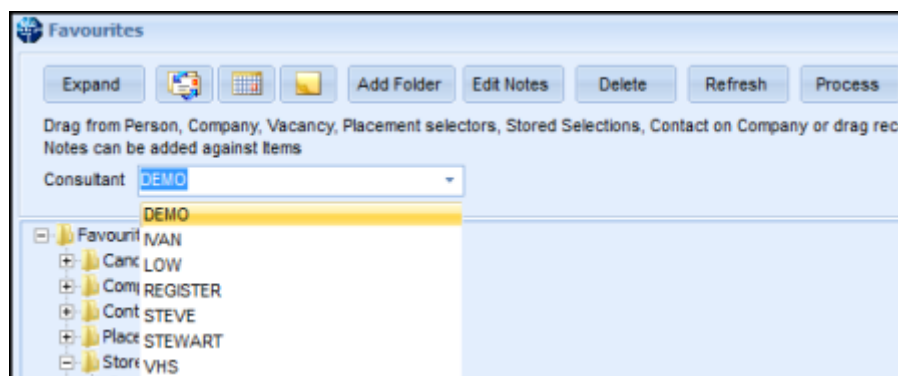 Favourites
Expand Add Folder Edit Notes Delete Refresh Process
Drag from Person, Company, Vacancy, Placement selectors, Stored Selections, Contact on Company or drag rec
Notes can be added against Items
Consultant DEMO
DEMO
Favourit IVAN
Canc LOW
Com REGISTER
Cont STEVE
Place STEWART
Store VHS